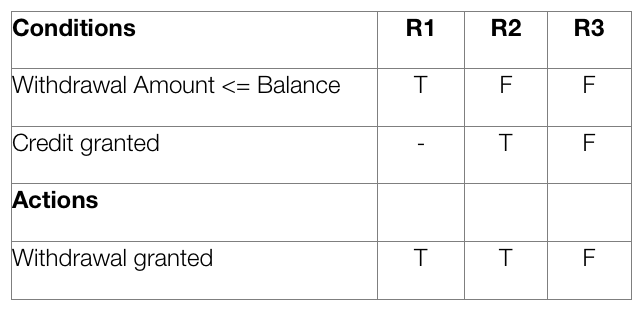 Conditions R1 R2 R3
Withdrawal Amount <= Balance T F F
Credit granted - T F
Actions
Withdrawal granted T T F